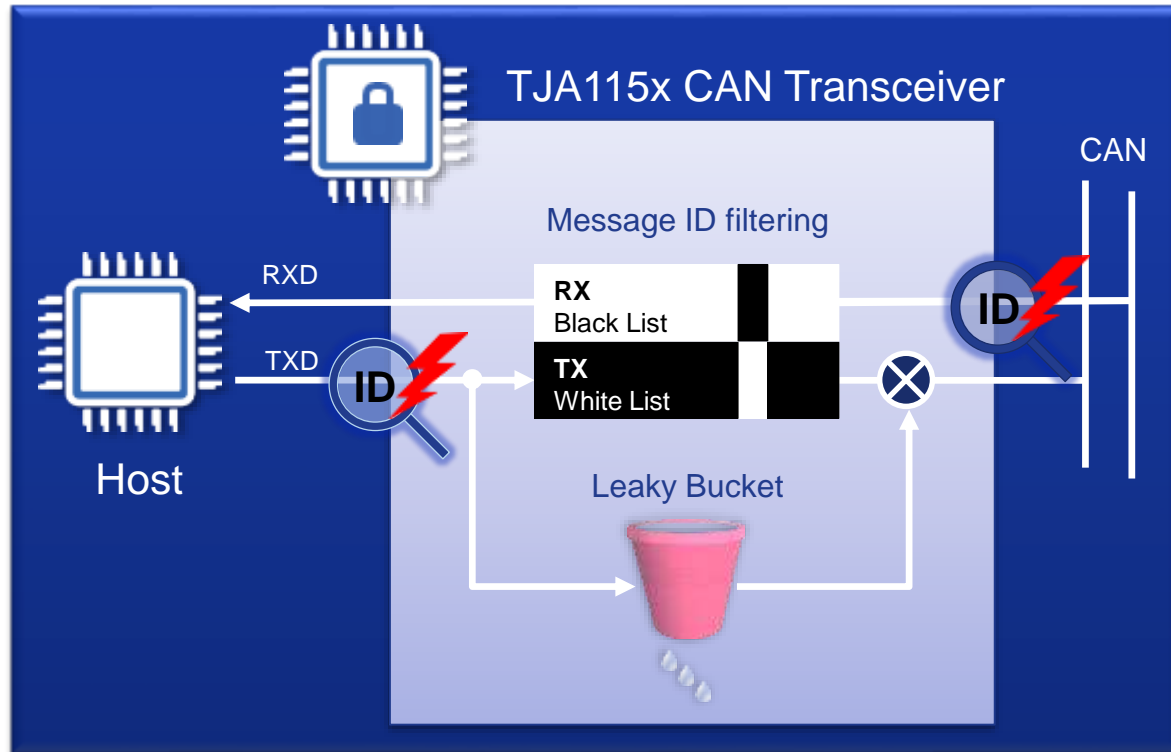 TJA115x CAN Transceiver
CAN
Message ID filtering
RXD
RX
Black List
ID
TXD
ID
TX
White List
Host
Leaky Bucket